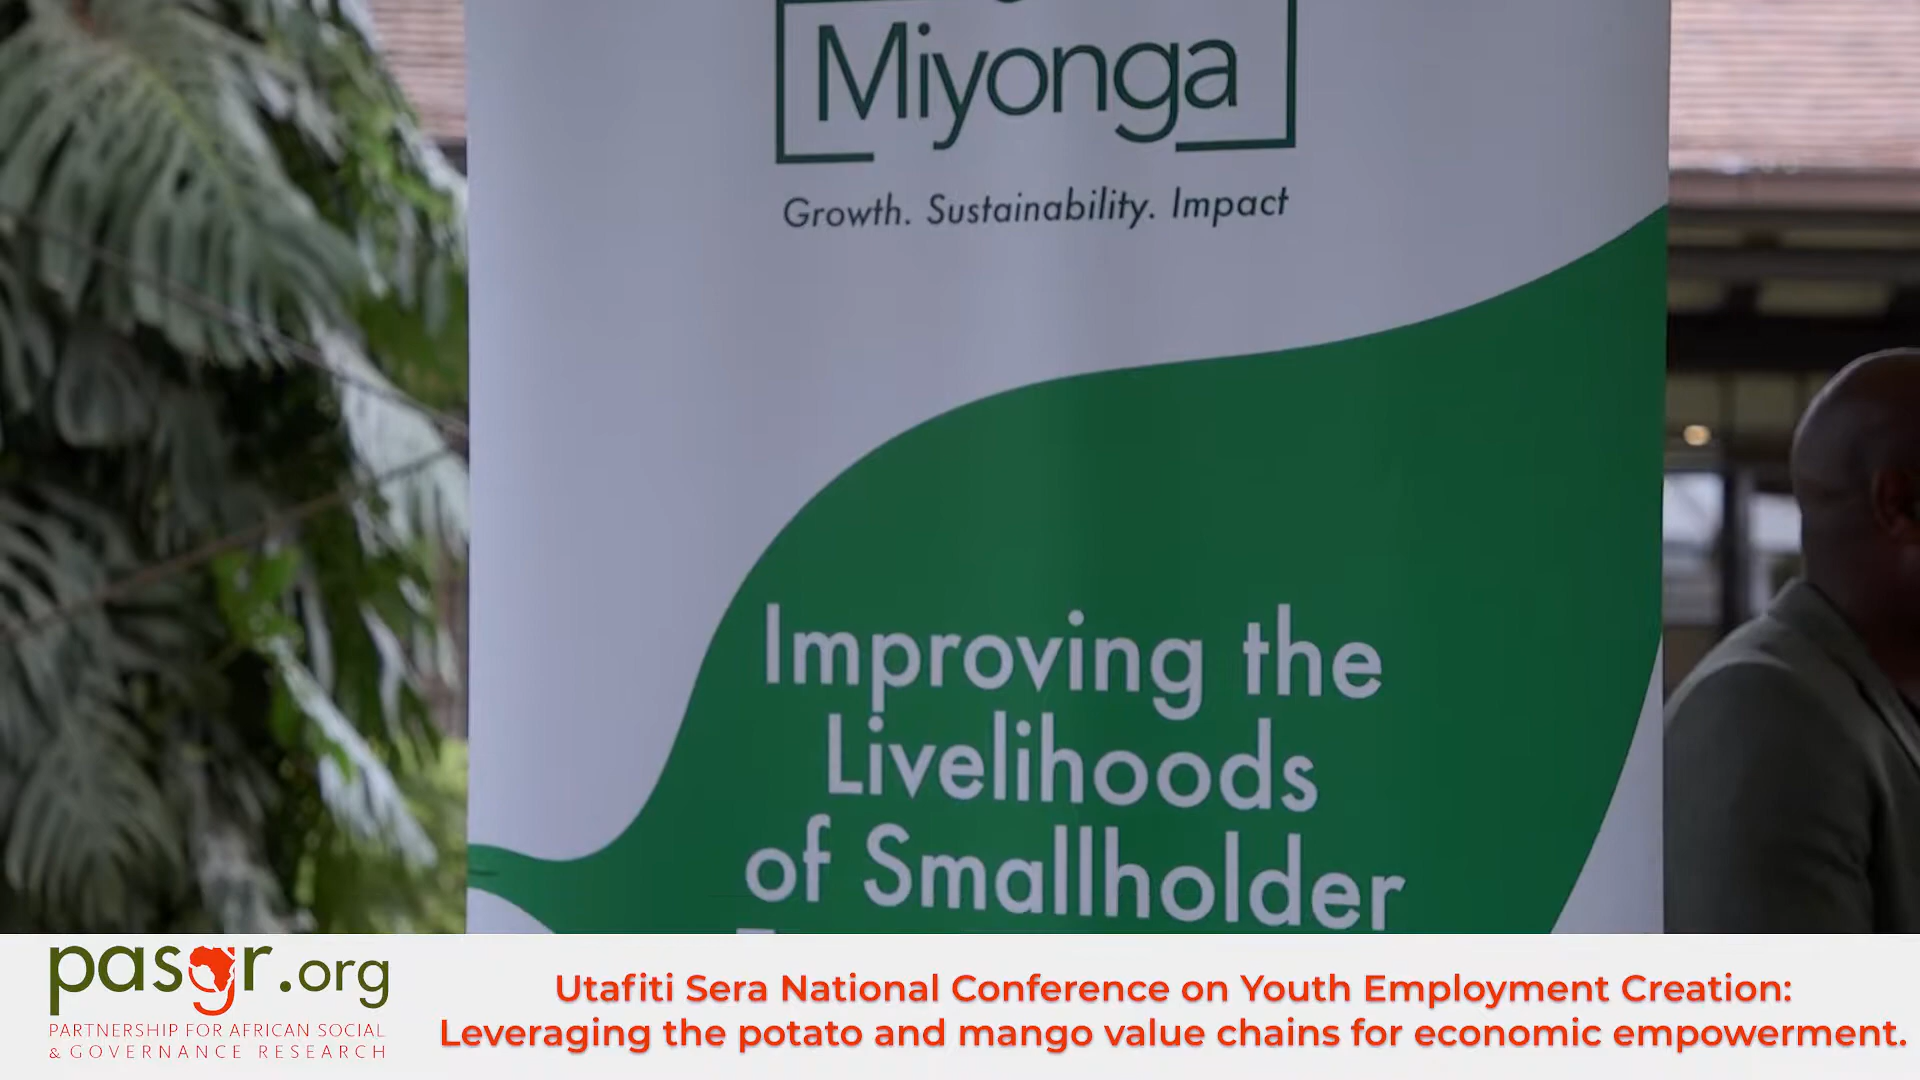 Miyonga
Growth. Sustainability. Impact
Improving the
Livelihoods
of Smallholder
pasgr.org
PARTNERSHIP FOR AFRICAN SOCIAL
& GOVERNANCE RESEARCH
Utafiti Sera National Conference on Youth Employment Creation:
Leveraging the potato and mango value chains for economic empowerment.